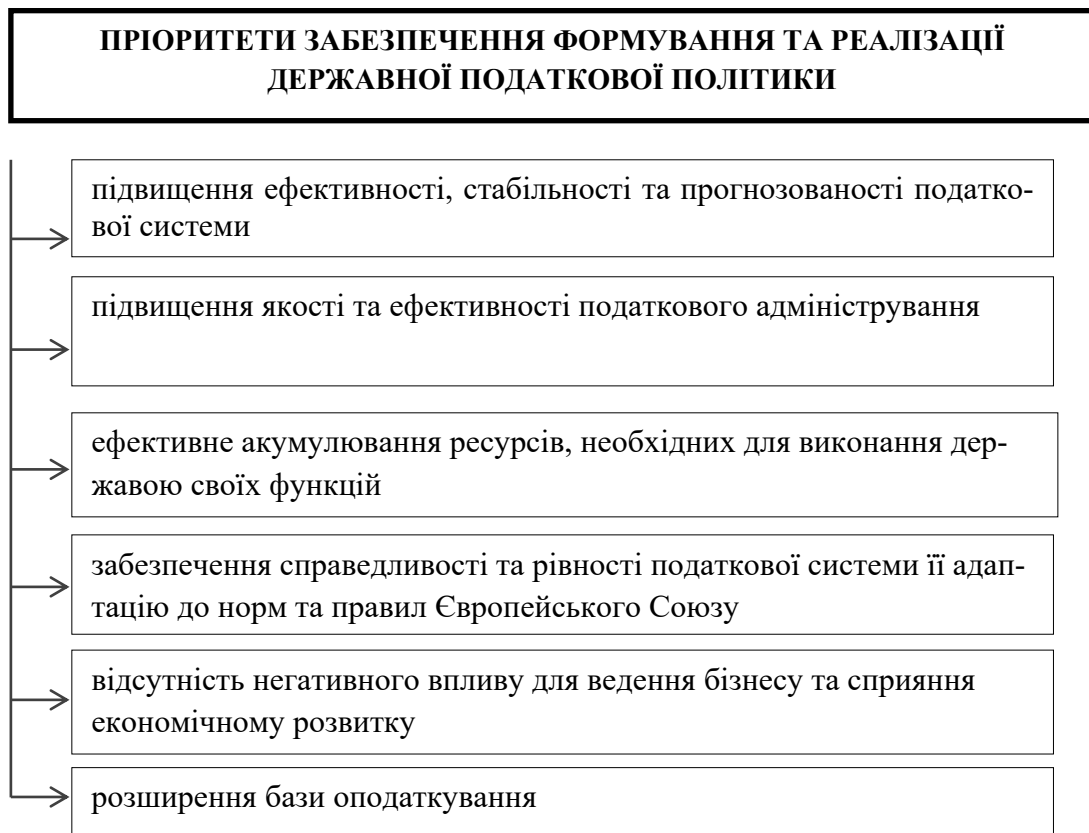 ПРІОРИТЕТИ ЗАБЕЗПЕЧЕННЯ ФОРМУВАННЯ ТА РЕАЛІЗАЦІЇ
ДЕРЖАВНОЇ ПОДАТКОВОЇ ПОЛІТИКИ
підвищення ефективності, стабільності та прогнозованості податко-
вої системи
підвищення якості та ефективності податкового адміністрування
ефективне акумулювання ресурсів, необхідних для виконання дер-
жавою своїх функцій
забезпечення справедливості та рівності податкової системи її адап-
тацію до норм та правил Європейського Союзу
відсутність негативного впливу для ведення бізнесу та сприяння
економічному розвитку
розширення бази оподаткування